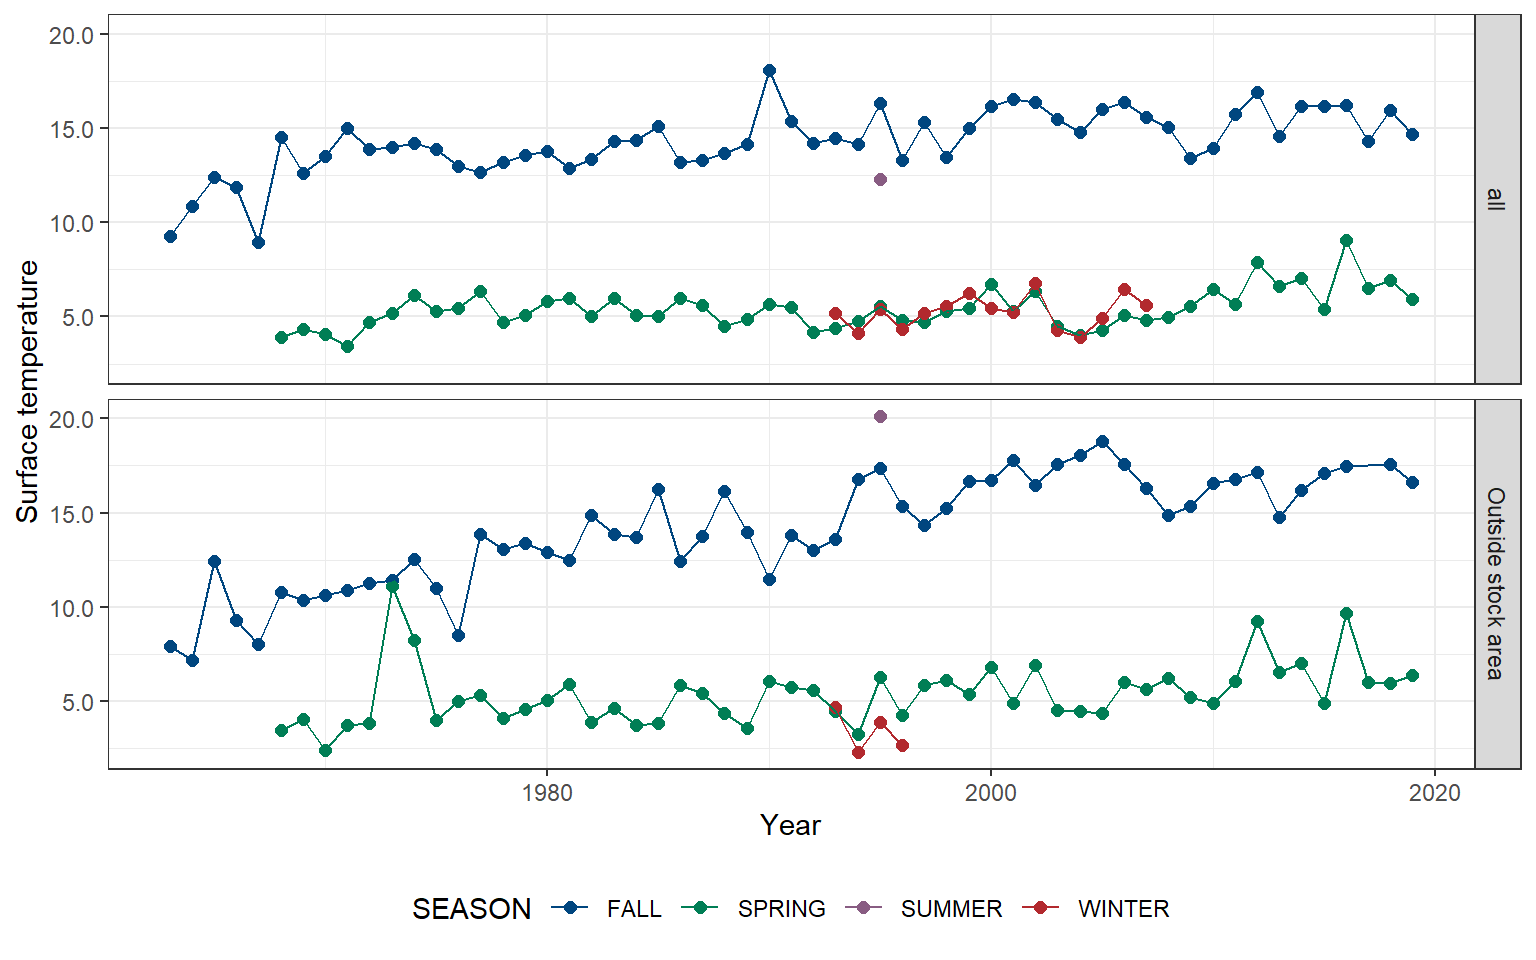 20.0
15.0
10.0
5.0
all
20.0
15.0
10.0
5.0
Outside stock area
Surface temperature
1980 2000 2020
Year
SEASON FALL SPRING SUMMER WINTER